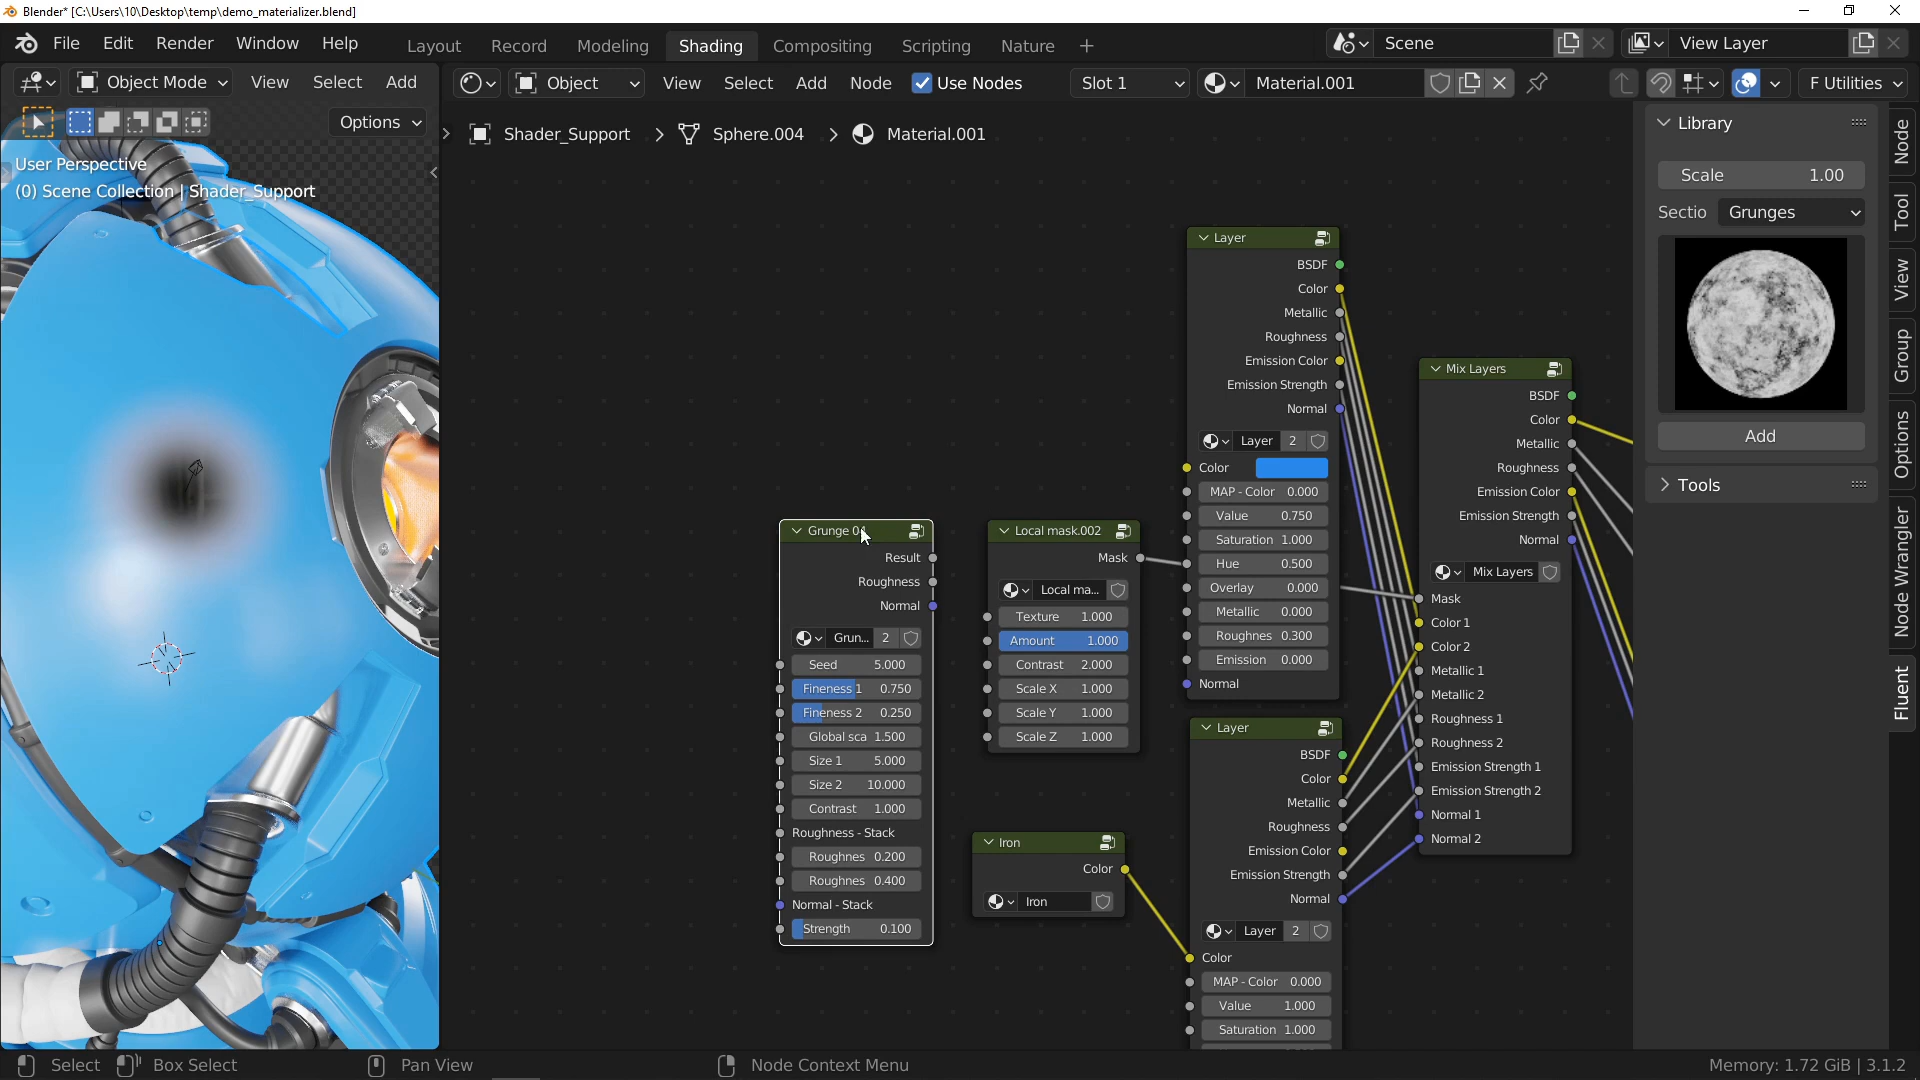 Blender* [C:\Users\10\Desktop\temp\demo_materializer.blend]
File Edit Render Window Help Layout Record Modeling Shading Compositing Scripting Nature + Scene View Layer
Object Mode View Select Add Object View Select Add Node Use Nodes Slot 1 Material.001 F Utilities
Options
Shader_Support > Sphere.004 > Material.001
User Perspective
(0) Scene Collection | Shader_Support
Library
Scale 1.00
Sectio Grunges
Add
Tools
Node
Tool
View
Group
Options
Node Wrangler
Fluent
Layer
BSDF
Color
Metallic
Roughness
Emission Color
Emission Strength
Normal
Layer 2
Color
MAP - Color 0.000
Value 0.750
Saturation 1.000
Hue 0.500
Overlay 0.000
Metallic 0.000
Roughnes 0.300
Emission 0.000
Normal
Mix Layers
BSDF
Color
Metallic
Roughness
Emission Color
Emission Strength
Normal
Mix Layers
Mask
Color 1
Color 2
Metallic 1
Metallic 2
Roughness 1
Roughness 2
Emission Strength 1
Emission Strength 2
Normal 1
Normal 2
Grunge
Result
Roughness
Normal
Grun... 2
Seed 5.000
Fineness 1 0.750
Fineness 2 0.250
Global sca 1.500
Size 1 5.000
Size 2 10.000
Contrast 1.000
Roughness - Stack
Roughnes 0.200
Roughnes 0.400
Normal - Stack
Strength 0.100
Local mask.002
Mask
Local ma...
Texture 1.000
Amount 1.000
Contrast 2.000
Scale X 1.000
Scale Y 1.000
Scale Z 1.000
Iron
Color
Iron
Layer
BSDF
Color
Metallic
Roughness
Emission Color
Emission Strength
Normal
Layer 2
Color
MAP - Color 0.000
Value 1.000
Saturation 1.000
Select Box Select Pan View Node Context Menu Memory: 1.72 GiB | 3.1.2